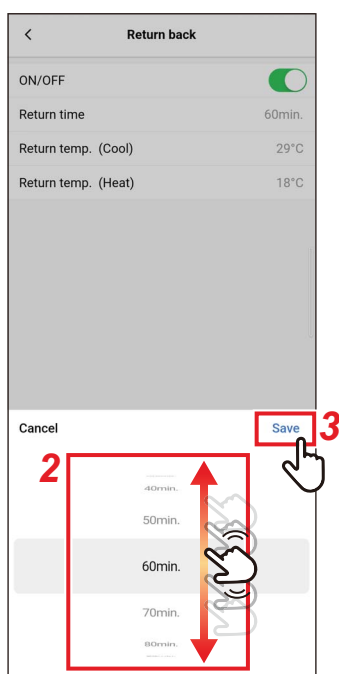 Return back
ON/OFF
Return time 60min.
Return temp. (Cool) 29°C
Return temp. (Heat) 18°C
Cancel Save 3
2
40min.
50min.
60min.
70min.
80min.